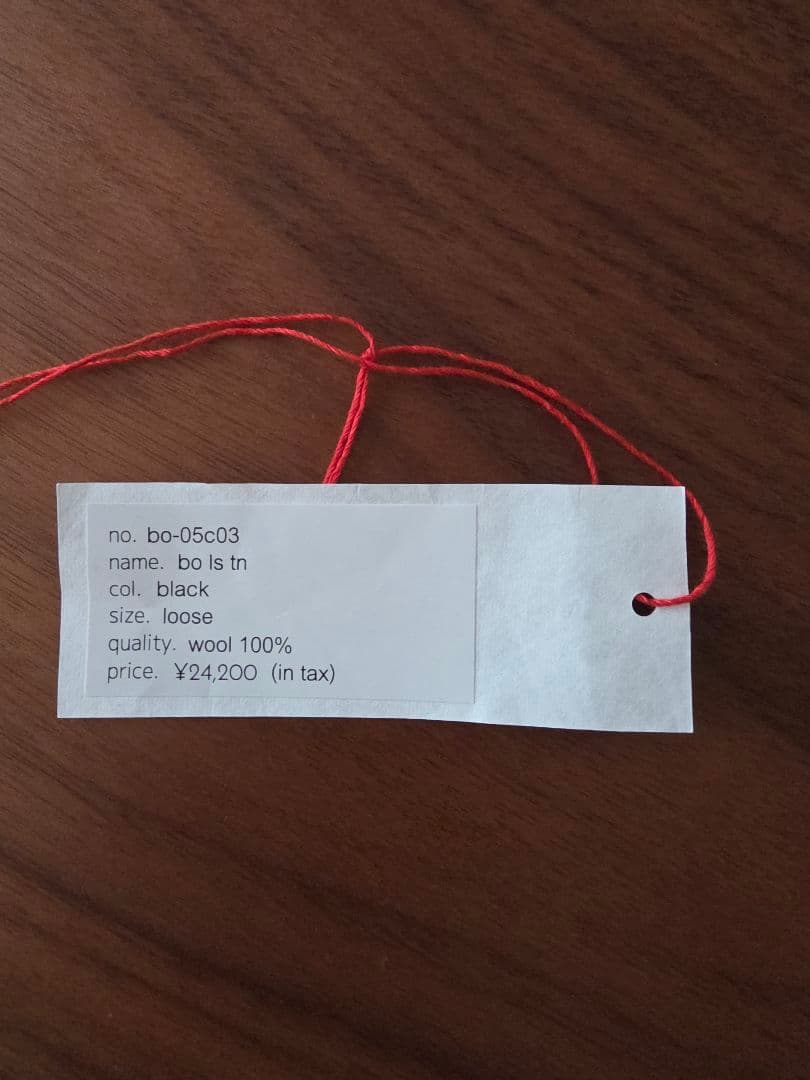 no. bo-05c03
name. bo ls tn
col. black
size. loose
quality. wool 100%
price. ¥24,200 (in tax)